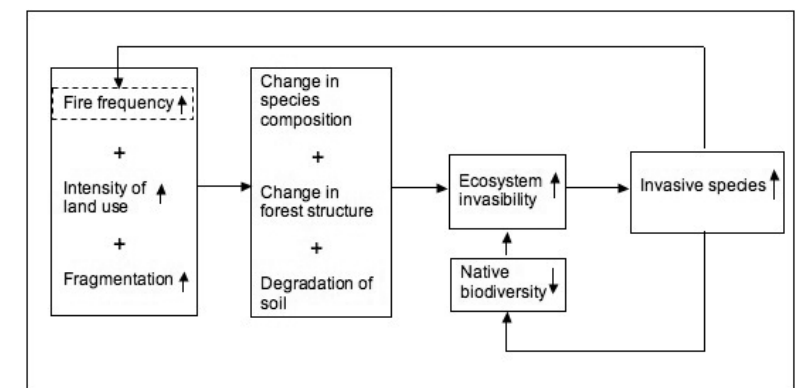 Fire frequency
+
Intensity of
land use
+
Fragmentation
Change in
species
composition
+
Change in
forest structure
+
Degradation of
soil
Ecosystem
invasibility
Native
biodiversity
Invasive species